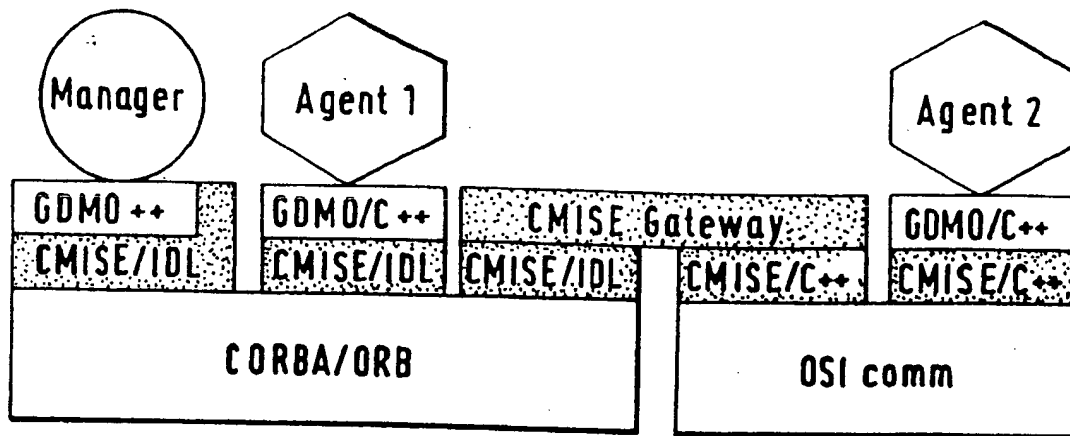 Manager
Agent 1
Agent 2
GDMO ++
GDMO/C ++
CMISE Gateway
GDMO/C++
CMISE/IDL
CMISE/IDL
CMISE/IDL
CMISE/C++
CMISE/C++
CORBA/ORB
OSI comm